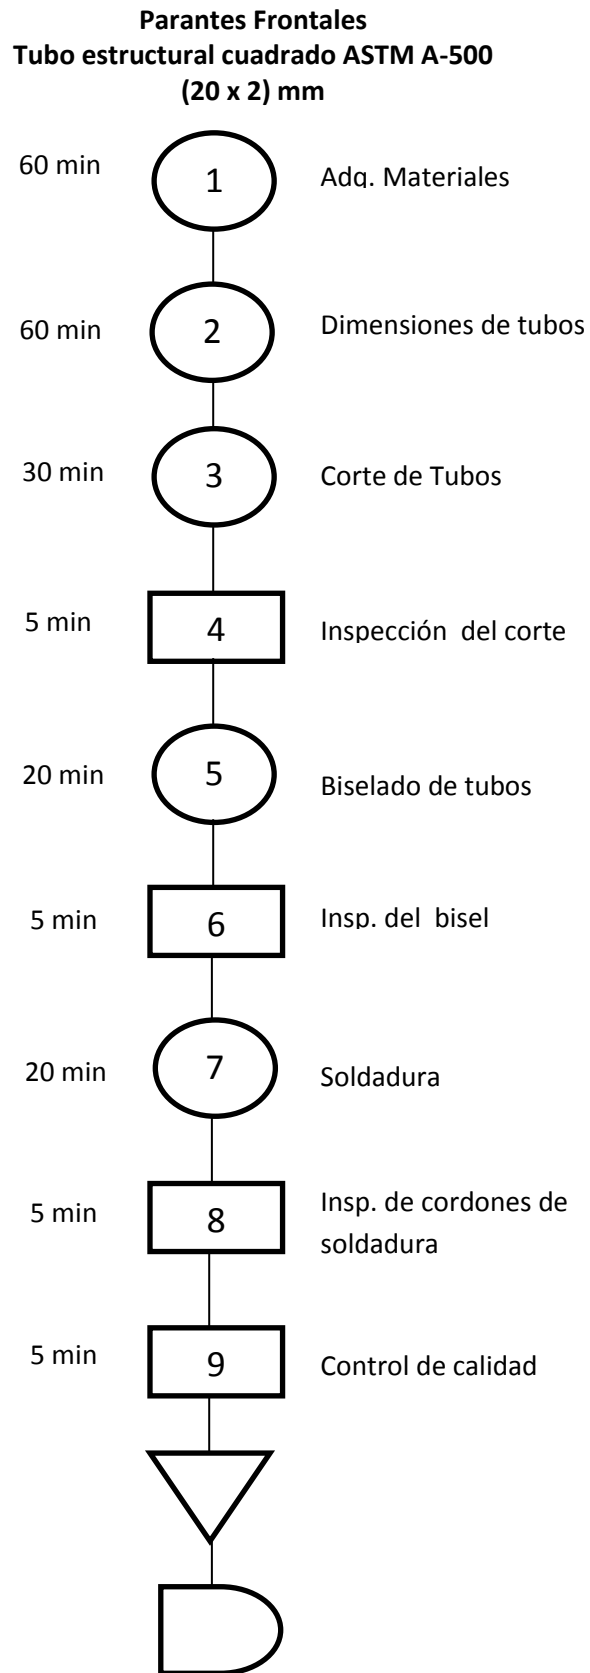 Parantes Frontales
Tubo estructural cuadrado ASTM A-500
(20 x 2) mm
60 min
1
Adq. Materiales
60 min
2
Dimensiones de tubos
30 min
3
Corte de Tubos
5 min
4
Inspección del corte
20 min
5
Biselado de tubos
5 min
6
Insp. del bisel
20 min
7
Soldadura
5 min
8
Insp. de cordones de
soldadura
5 min
9
Control de calidad